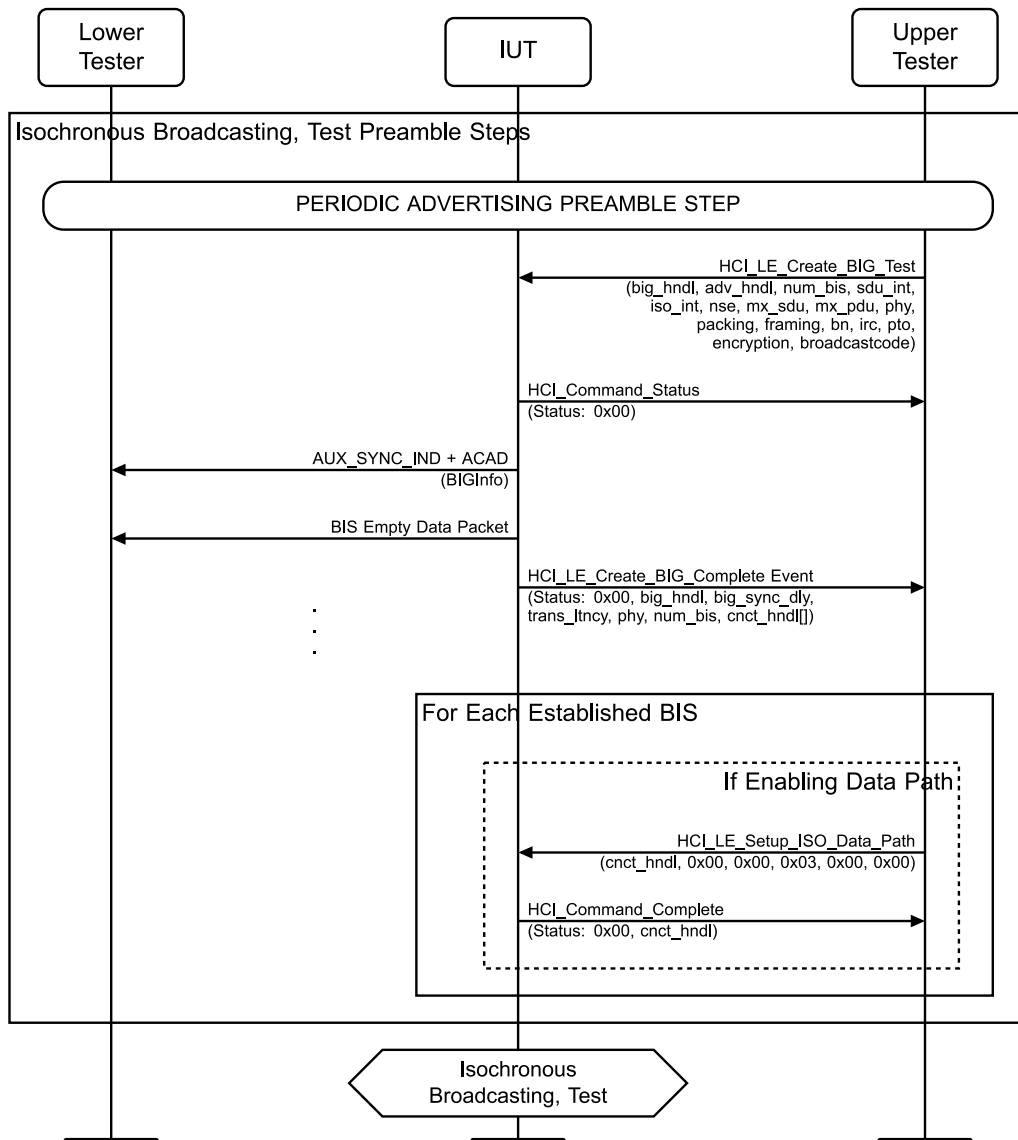 Lower
Tester
IUT
Upper
Tester
Isochronous Broadcasting, Test Preamble Steps
PERIODIC ADVERTISING PREAMBLE STEP
HCI_LE_Create_BIG_Test
(big_hndl, adv_hndl, num_bis, sdu_int,
iso_int, nse, mx_sdu, mx_pdu, phy,
packing, framing, bn, irc, pto,
encryption, broadcastcode)
HCI_Command_Status
(Status: 0x00)
AUX_SYNC_IND + ACAD
(BIGInfo)
BIS Empty Data Packet
HCI_LE_Create_BIG_Complete Event
(Status: 0x00, big_hndl, big_sync_dly,
trans_ltncy, phy, num_bis, cnct_hndl[])
.
.
.
For Each Established BIS
If Enabling Data Path
HCI_LE_Setup_ISO_Data_Path
(cnct_hndl, 0x00, 0x00, 0x03, 0x00, 0x00)
HCI_Command_Complete
(Status: 0x00, cnct_hndl)
Isochronous
Broadcasting, Test